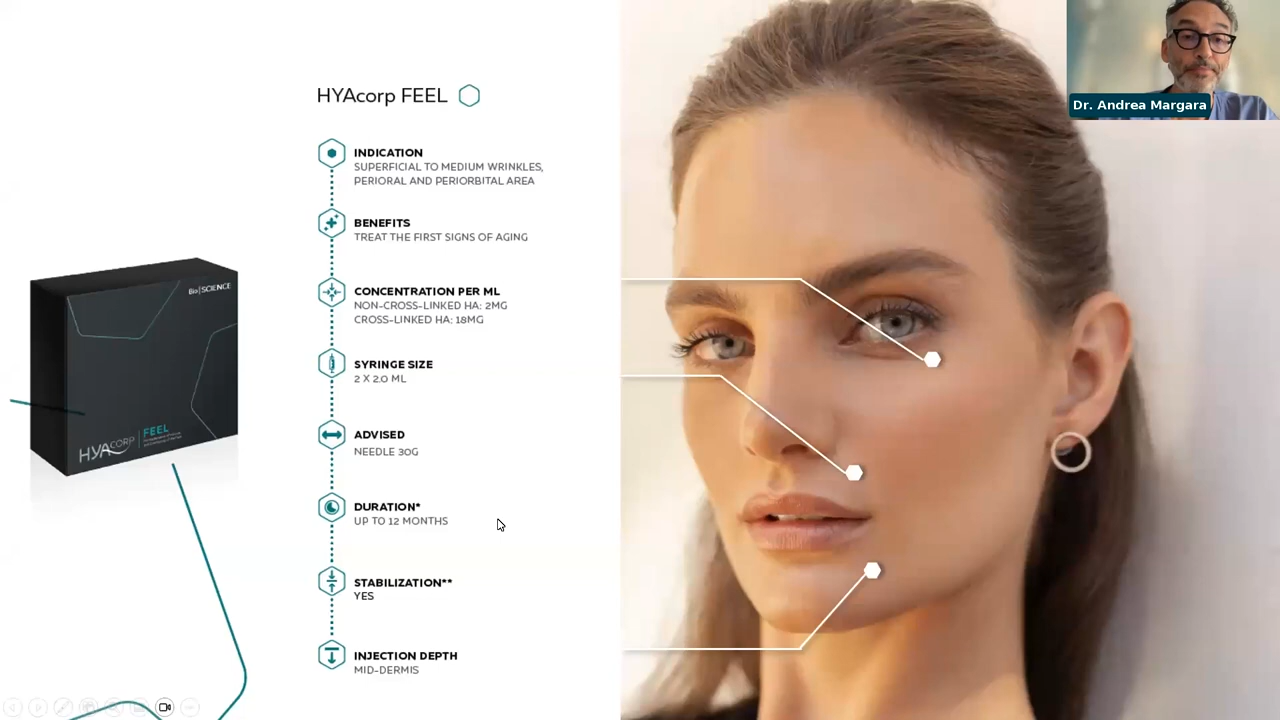 HYAcorp FEEL
INDICATION
SUPERFICIAL TO MEDIUM WRINKLES,
PERIORAL AND PERIORBITAL AREA
BENEFITS
TREAT THE FIRST SIGNS OF AGING
CONCENTRATION PER ML
NON-CROSS-LINKED HA: 2MG
CROSS-LINKED HA: 18MG
SYRINGE SIZE
2 X 2.0 ML
ADVISED
NEEDLE 30G
DURATION*
UP TO 12 MONTHS
STABILIZATION**
YES
INJECTION DEPTH
MID-DERMIS
Bio|SCIENCE
HYACORP FEEL
Dr. Andrea Margara